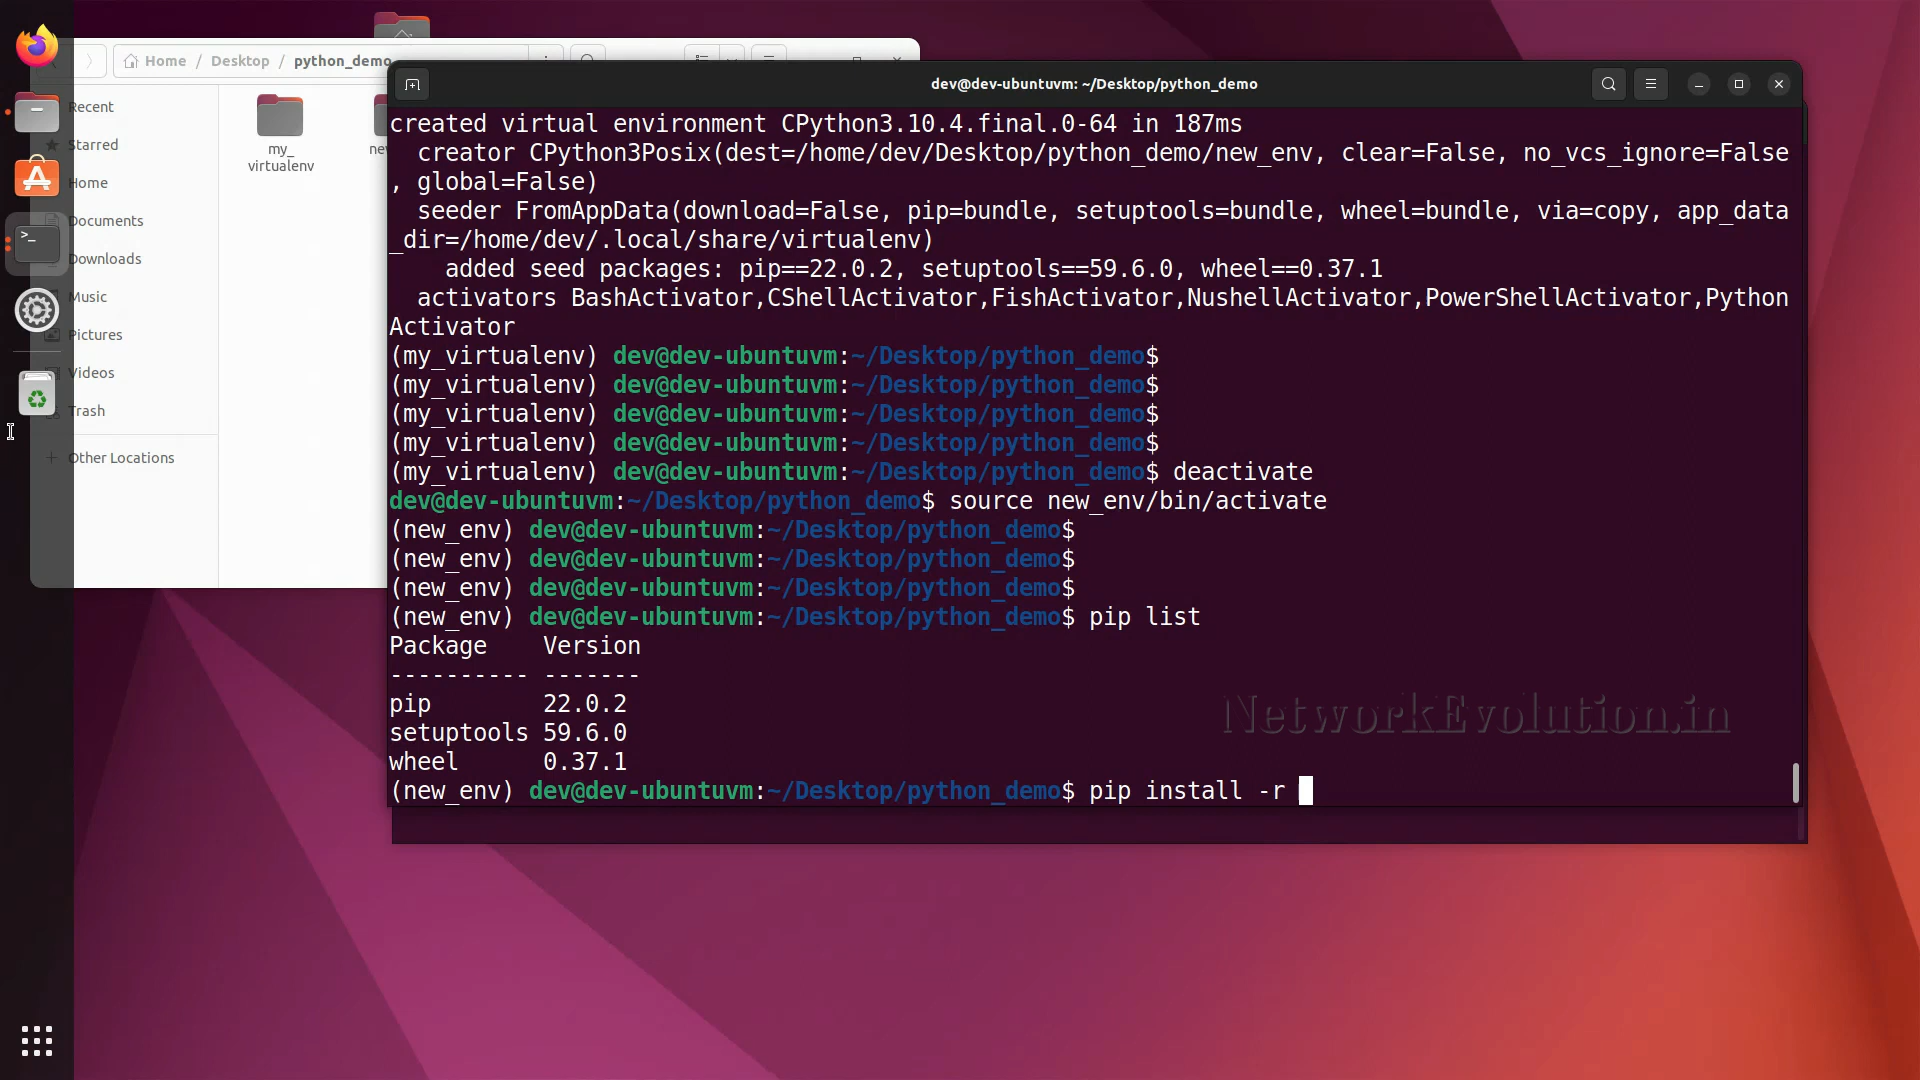 Home / Desktop / python_demo
dev@dev-ubuntuvm: ~/Desktop/python_demo
Recent
Starred
Home
Documents
Downloads
Music
Pictures
Videos
Trash
+ Other Locations
my_
virtualenv
created virtual environment CPython3.10.4.final.0-64 in 187ms
creator CPython3Posix(dest=/home/dev/Desktop/python_demo/new_env, clear=False, no_vcs_ignore=False
, global=False)
seeder FromAppData(download=False, pip=bundle, setuptools=bundle, wheel=bundle, via=copy, app_data
_dir=/home/dev/.local/share/virtualenv)
added seed packages: pip==22.0.2, setuptools==59.6.0, wheel==0.37.1
activators BashActivator,CShellActivator,FishActivator,NushellActivator,PowerShellActivator,Python
Activator
(my_virtualenv) dev@dev-ubuntuvm:~/Desktop/python_demo$
(my_virtualenv) dev@dev-ubuntuvm:~/Desktop/python_demo$
(my_virtualenv) dev@dev-ubuntuvm:~/Desktop/python_demo$
(my_virtualenv) dev@dev-ubuntuvm:~/Desktop/python_demo$
(my_virtualenv) dev@dev-ubuntuvm:~/Desktop/python_demo$ deactivate
dev@dev-ubuntuvm:~/Desktop/python_demo$ source new_env/bin/activate
(new_env) dev@dev-ubuntuvm:~/Desktop/python_demo$
(new_env) dev@dev-ubuntuvm:~/Desktop/python_demo$
(new_env) dev@dev-ubuntuvm:~/Desktop/python_demo$
(new_env) dev@dev-ubuntuvm:~/Desktop/python_demo$ pip list
Package Version
---------- -------
pip 22.0.2
setuptools 59.6.0
wheel 0.37.1
(new_env) dev@dev-ubuntuvm:~/Desktop/python_demo$ pip install -r
NetworkEvolution.in